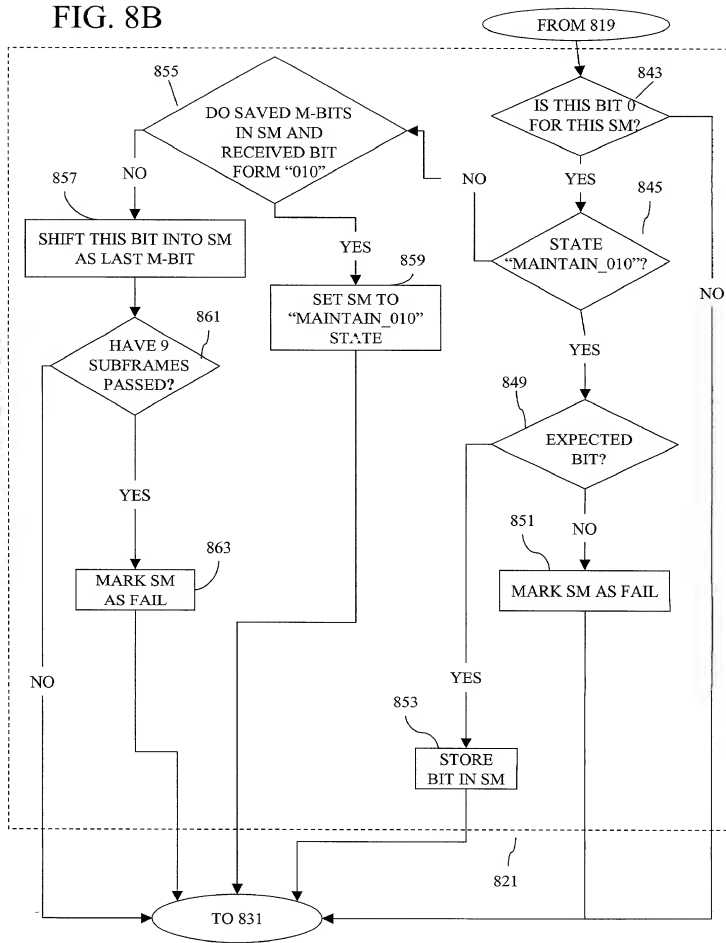 FIG. 8B
FROM 819
843
IS THIS BIT 0
FOR THIS SM?
855
DO SAVED M-BITS
IN SM AND
RECEIVED BIT
FORM “010”
NO
YES
NO
845
857
SHIFT THIS BIT INTO SM
AS LAST M-BIT
YES
STATE
“MAINTAIN_010”?
859
SET SM TO
“MAINTAIN_010”
STATE
NO
861
HAVE 9
SUBFRAMES
PASSED?
YES
849
EXPECTED
BIT?
YES
NO
851
863
MARK SM
AS FAIL
MARK SM AS FAIL
NO
YES
853
STORE
BIT IN SM
821
TO 831